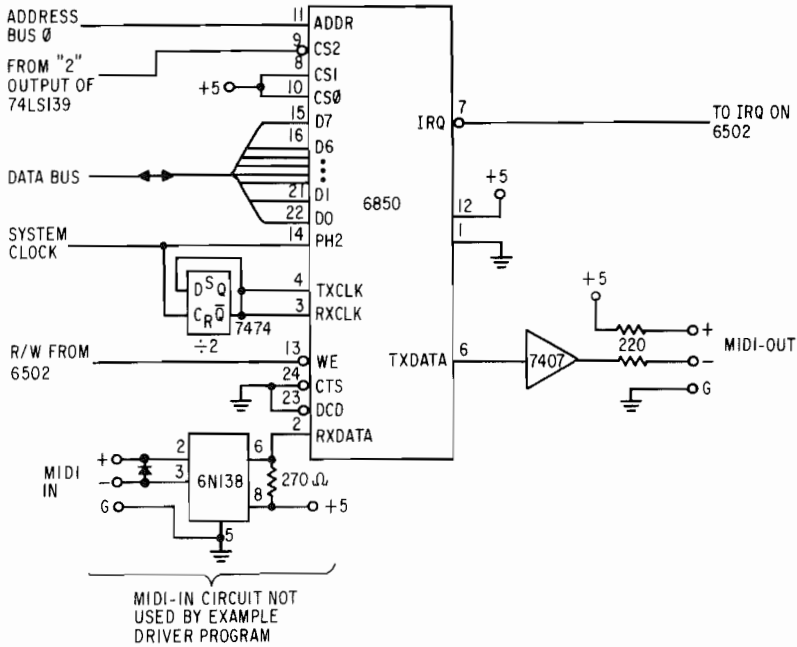 ADDRESS
BUS Ø
11
ADDR
9
CS2
FROM "2"
OUTPUT OF
74LS139
8
CS1
+5
10
CSØ
15
D7
16
D6
DATA BUS
21
D1
22
D0
SYSTEM
CLOCK
14
PH2
D S Q
C R Q̅
7474
÷2
4
TXCLK
3
RXCLK
R/W FROM
6502
13
WE
24
CTS
23
DCD
2
RXDATA
6850
IRQ
7
TO IRQ ON
6502
+5
12
1
TXDATA
6
7407
+5
220
+
−
G
MIDI-OUT
MIDI
IN
+
−
G
2
3
6N138
6
8
5
270 Ω
+5
MIDI-IN CIRCUIT NOT
USED BY EXAMPLE
DRIVER PROGRAM